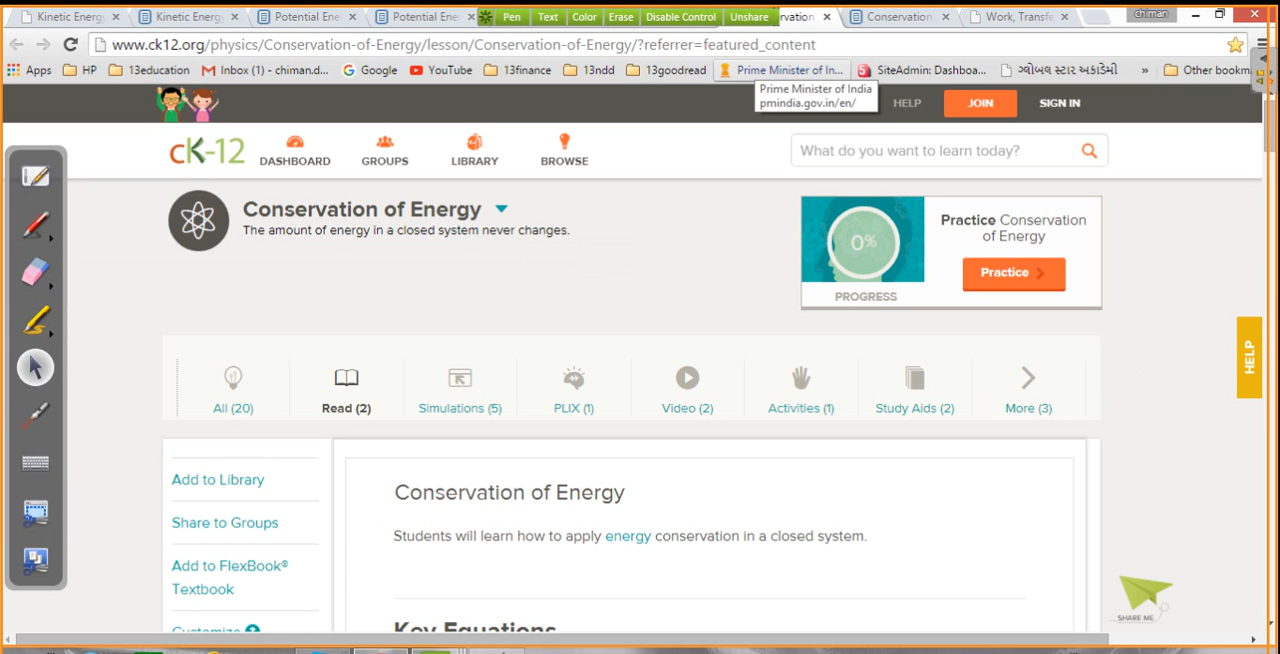 Kinetic Energy
Kinetic Energy
Potential Ene
Potential Ene
Pen
Text
Color
Erase
Disable Control
Unshare
rvation
Conservation
Work, Transfe
chiman
www.ck12.org/physics/Conservation-of-Energy/lesson/Conservation-of-Energy/?referrer=featured_content
Apps
HP
13education
Inbox (1) - chiman.d...
Google
YouTube
13finance
13ndd
13goodread
Prime Minister of In...
SiteAdmin: Dashboa...
ગ્લોબલ સ્ટાર અકાદેમી
»
Other bookm
Prime Minister of India
pmindia.gov.in/en/
HELP
JOIN
SIGN IN
cK-12
DASHBOARD
GROUPS
LIBRARY
BROWSE
What do you want to learn today?
Conservation of Energy
The amount of energy in a closed system never changes.
0%
PROGRESS
Practice Conservation
of Energy
Practice
HELP
All (20)
Read (2)
Simulations (5)
PLIX (1)
Video (2)
Activities (1)
Study Aids (2)
More (3)
Add to Library
Share to Groups
Add to FlexBook®
Textbook
Customize ?
Conservation of Energy
Students will learn how to apply energy conservation in a closed system.
Key Equations
SHARE ME